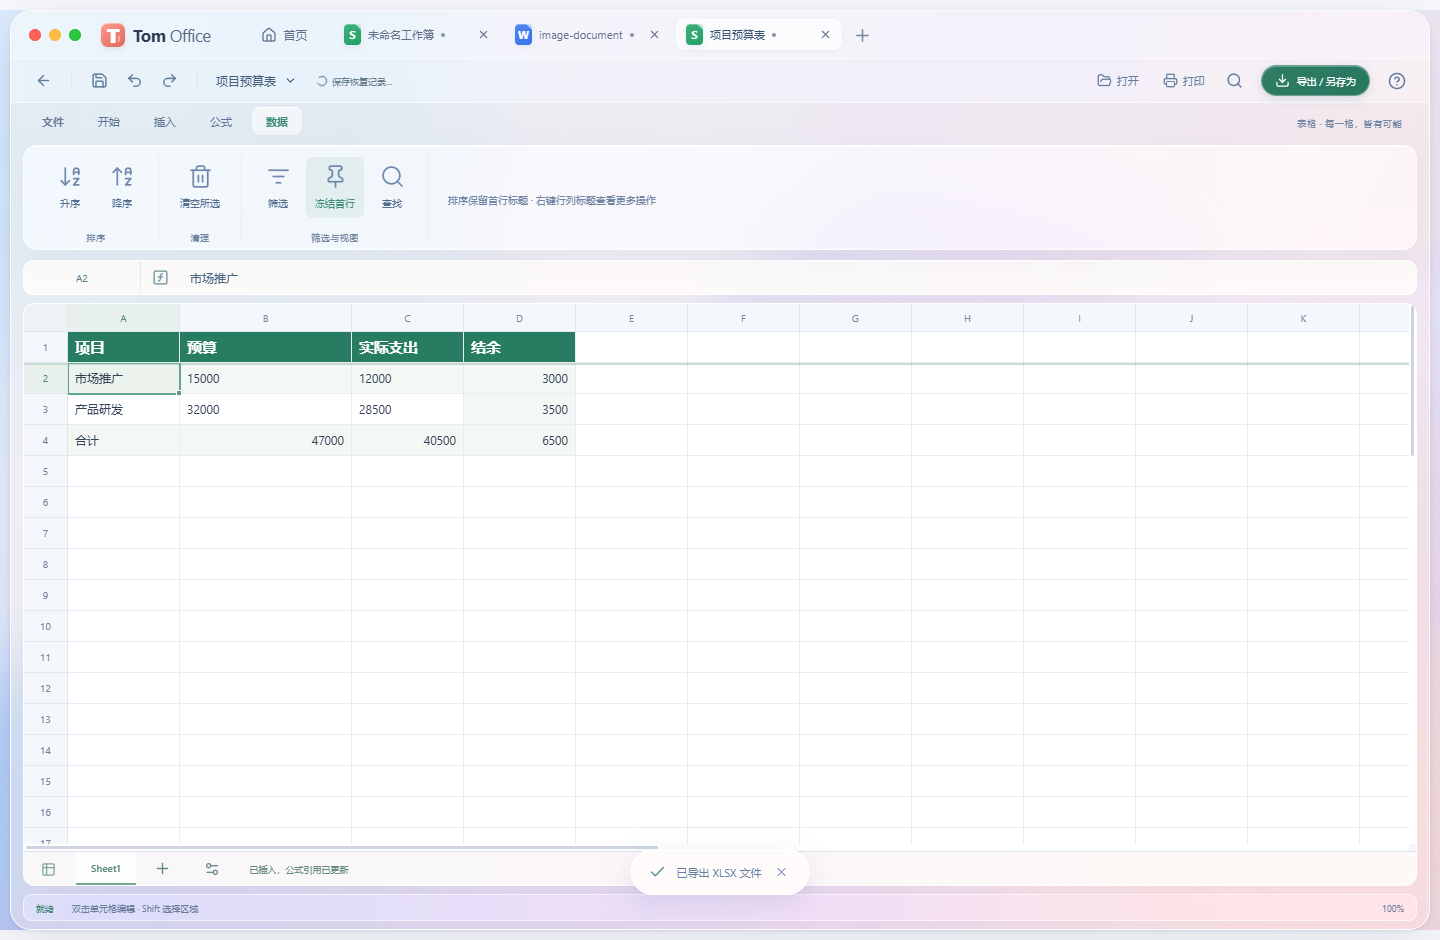 Tom Office
首页
未命名工作簿
image-document
项目预算表
项目预算表
保存恢复记录...
打开
打印
导出 / 另存为
文件
开始
插入
公式
数据
表格 · 每一格，皆有可能
升序
降序
清空所选
筛选
冻结首行
查找
排序保留首行标题 · 右键行列标题查看更多操作
排序
清理
筛选与视图
A2
市场推广
A B C D E F G H I J K
1 项目 预算 实际支出 结余
2 市场推广 15000 12000 3000
3 产品研发 32000 28500 3500
4 合计 47000 40500 6500
5
6
7
8
9
10
11
12
13
14
15
16
17
Sheet1
已插入，公式引用已更新
已导出 XLSX 文件
就绪
双击单元格编辑 · Shift 选择区域
100%